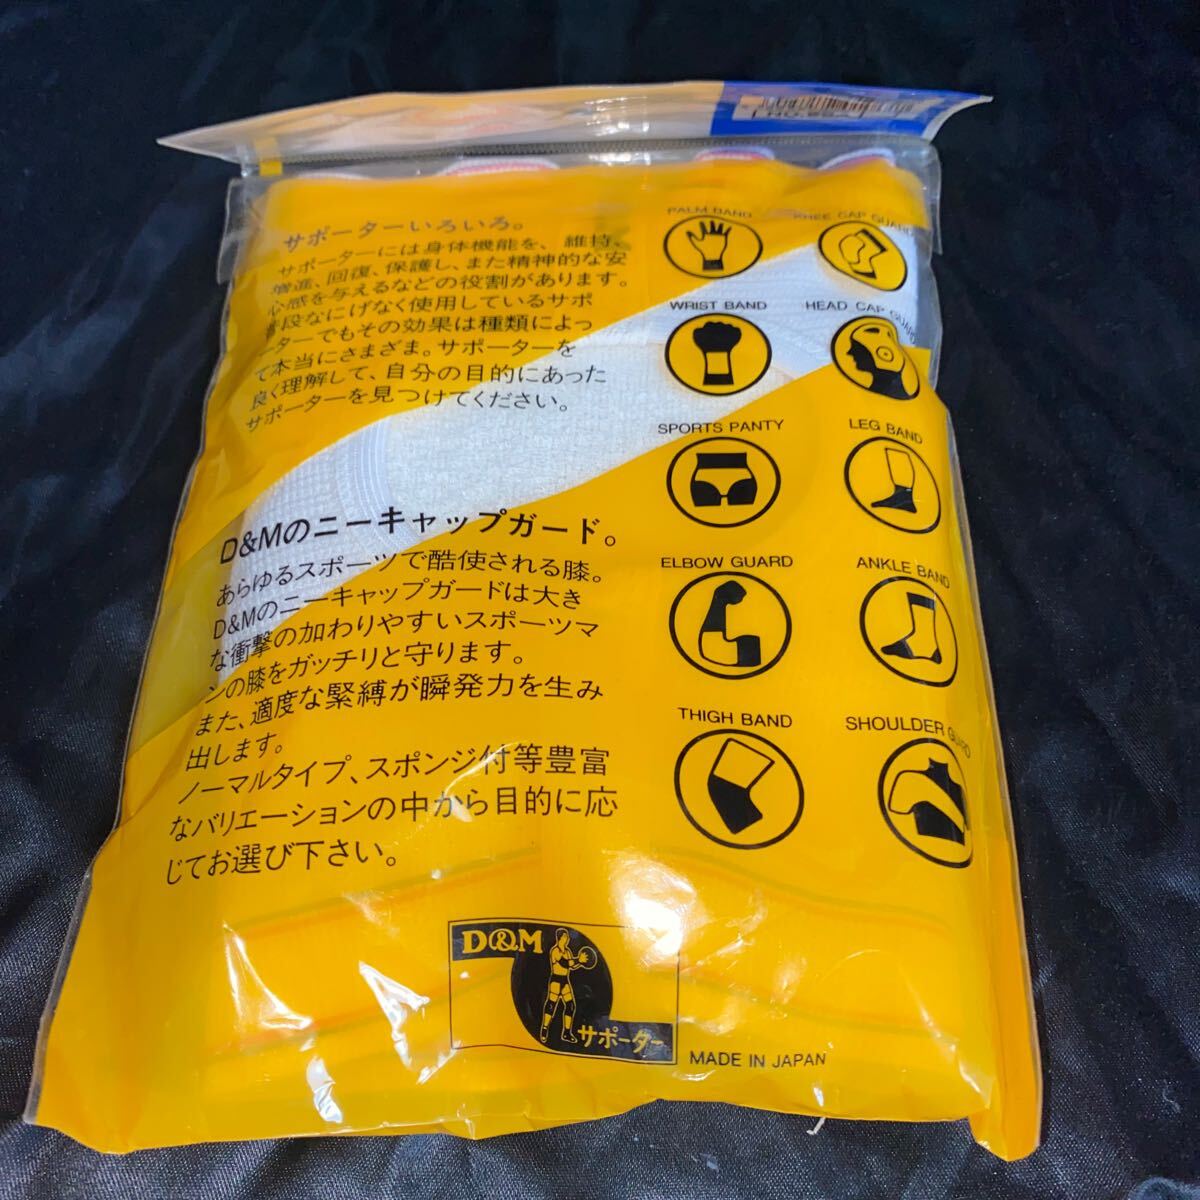 サポーターいろいろ。
サポーターには身体機能を、維持、
増進、回復、保護し、また精神的な安
心感を与えるなどの役割があります。
普段なにげなく使用しているサポ
ーターでもその効果は種類によっ
て本当にさまざま。サポーターを
良く理解して、自分の目的にあった
サポーターを見つけてください。
D&Mのニーキャップガード。
あらゆるスポーツで酷使される膝。
D&Mのニーキャップガードは大き
な衝撃の加わりやすいスポーツマ
ンの膝をガッチリと守ります。
また、適度な緊縛が瞬発力を生み
出します。
ノーマルタイプ、スポンジ付等豊富
なバリエーションの中から目的に応
じてお選び下さい。
PALM BAND
KNEE CAP GUARD
WRIST BAND
HEAD CAP GUARD
SPORTS PANTY
LEG BAND
ELBOW GUARD
ANKLE BAND
THIGH BAND
SHOULDER GUARD
D&M
サポーター
MADE IN JAPAN